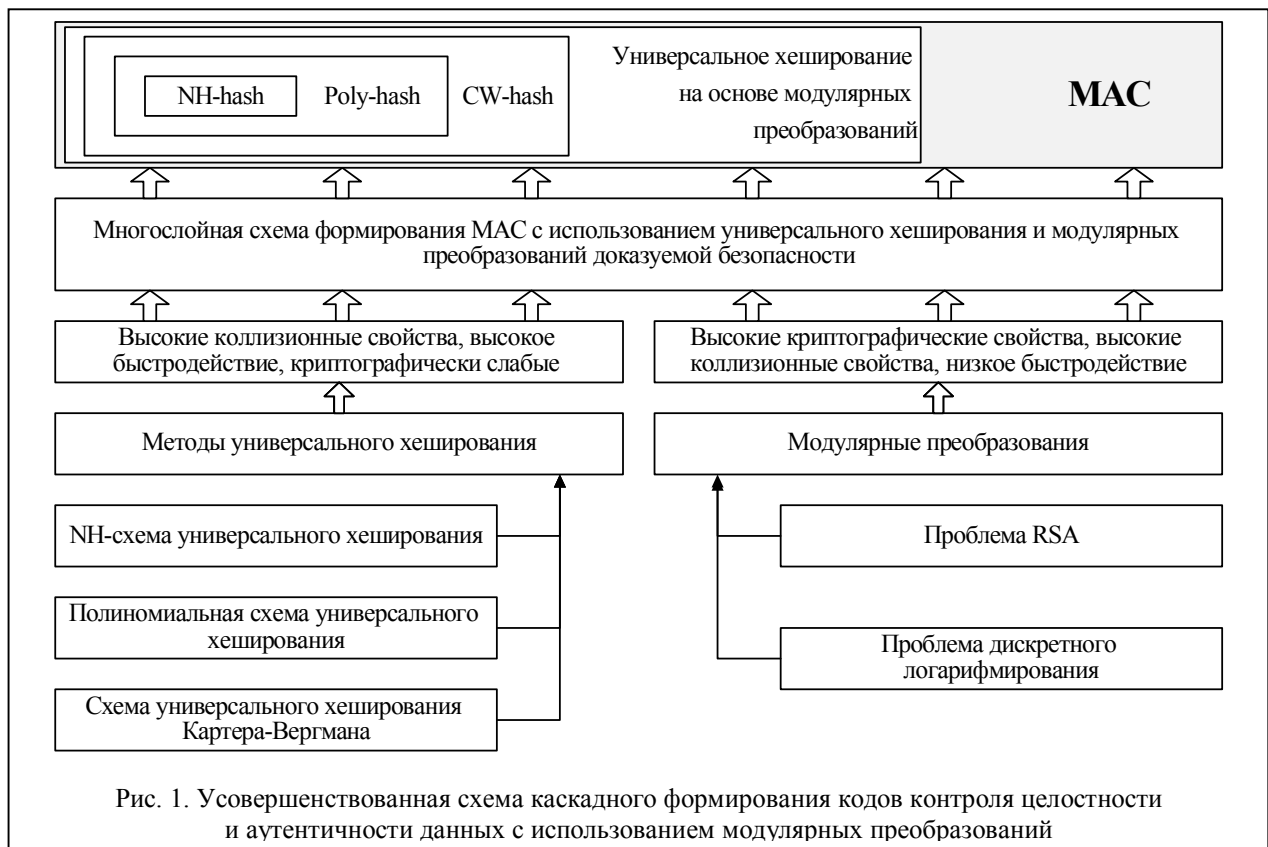 Универсальное хеширование
на основе модулярных
преобразований
NH-hash Poly-hash CW-hash
МАС
Многослойная схема формирования МАС с использованием универсального хеширования и модулярных
преобразований доказуемой безопасности
Высокие коллизионные свойства, высокое
быстродействие, криптографически слабые
Высокие криптографические свойства, высокие
коллизионные свойства, низкое быстродействие
Методы универсального хеширования
Модулярные преобразования
NH-схема универсального хеширования
Полиномиальная схема универсального
хеширования
Схема универсального хеширования
Картера-Вергмана
Проблема RSA
Проблема дискретного
логарифмирования
Рис. 1. Усовершенствованная схема каскадного формирования кодов контроля целостности
и аутентичности данных с использованием модулярных преобразований